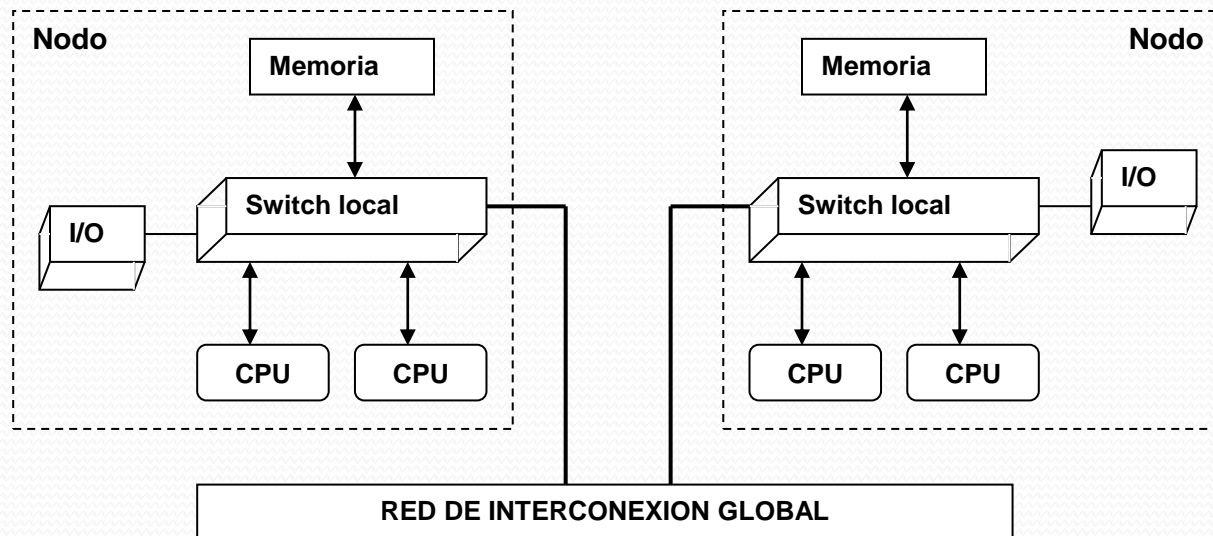 Nodo
Nodo
Memoria
Memoria
I/O
Switch local
Switch local
I/O
CPU
CPU
CPU
CPU
RED DE INTERCONEXION GLOBAL